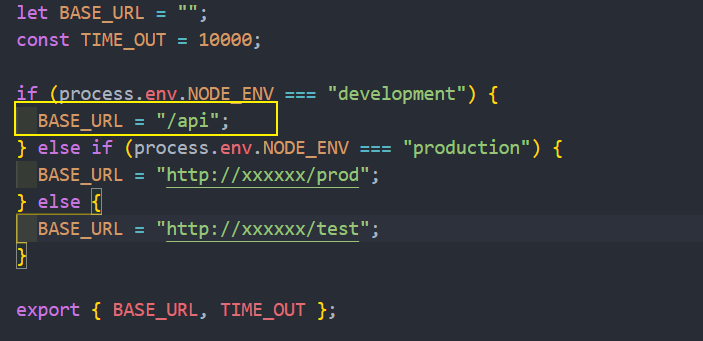 let BASE_URL = "";
const TIME_OUT = 10000;
if (process.env.NODE_ENV === "development") {
BASE_URL = "/api";
} else if (process.env.NODE_ENV === "production") {
BASE_URL = "http://xxxxxx/prod";
} else {
BASE_URL = "http://xxxxxx/test";
}
export { BASE_URL, TIME_OUT };